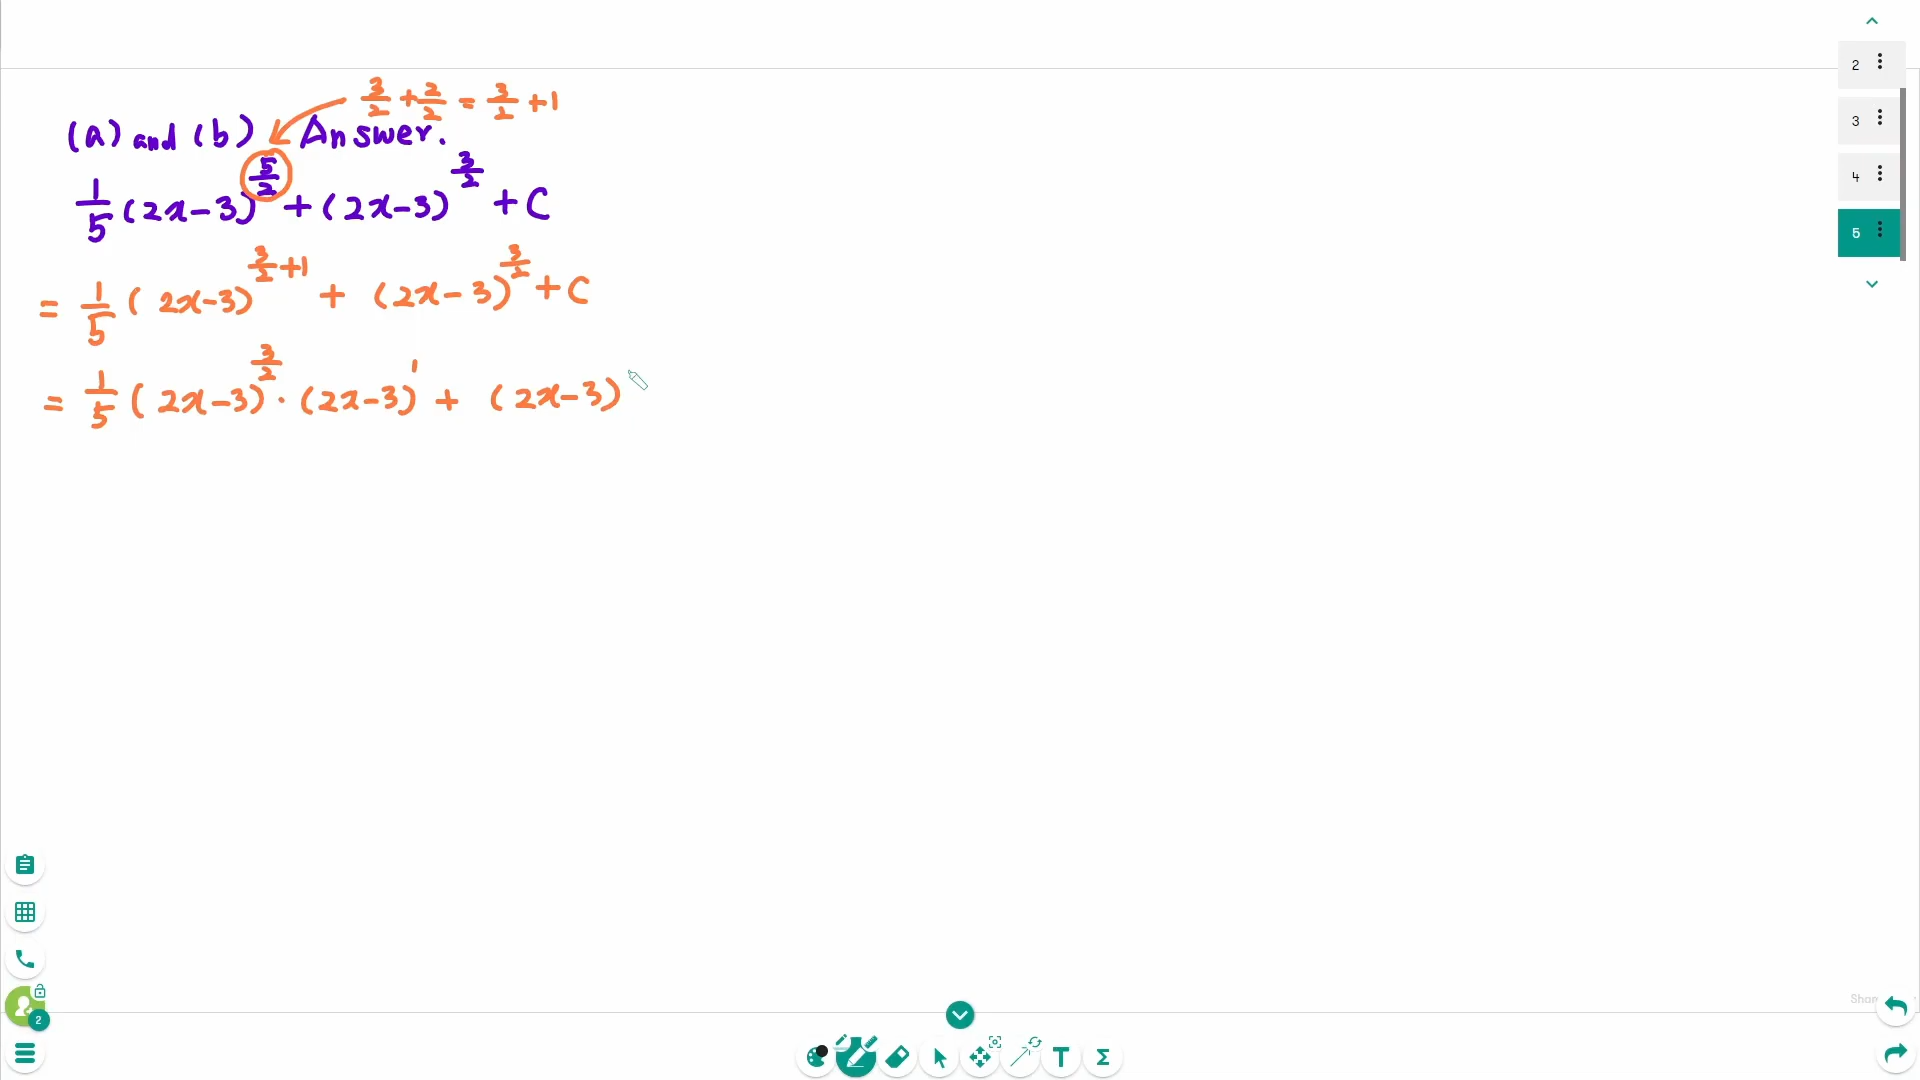 3/2 + 2/2 = 3/2 + 1
(a) and (b) Answer.
1/5 (2x-3)^(5/2) + (2x-3)^(3/2) + C
= 1/5 (2x-3)^(3/2+1) + (2x-3)^(3/2) + C
= 1/5 (2x-3)^(3/2) · (2x-3)^1 + (2x-3)
2
3
4
5
Shar
2
T
Σ